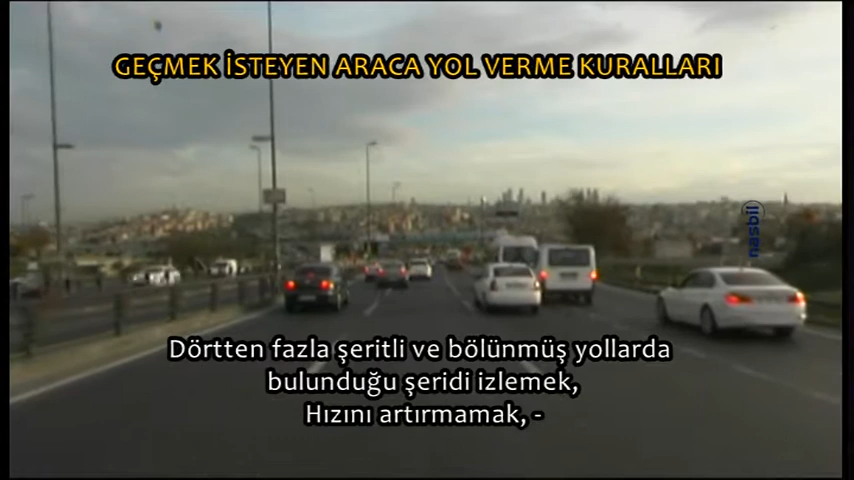 GEÇMEK İSTEYEN ARACA YOL VERME KURALLARI
nasbil
Dörtten fazla şeritli ve bölünmüş yollarda
bulunduğu şeridi izlemek,
Hızını artırmamak, -